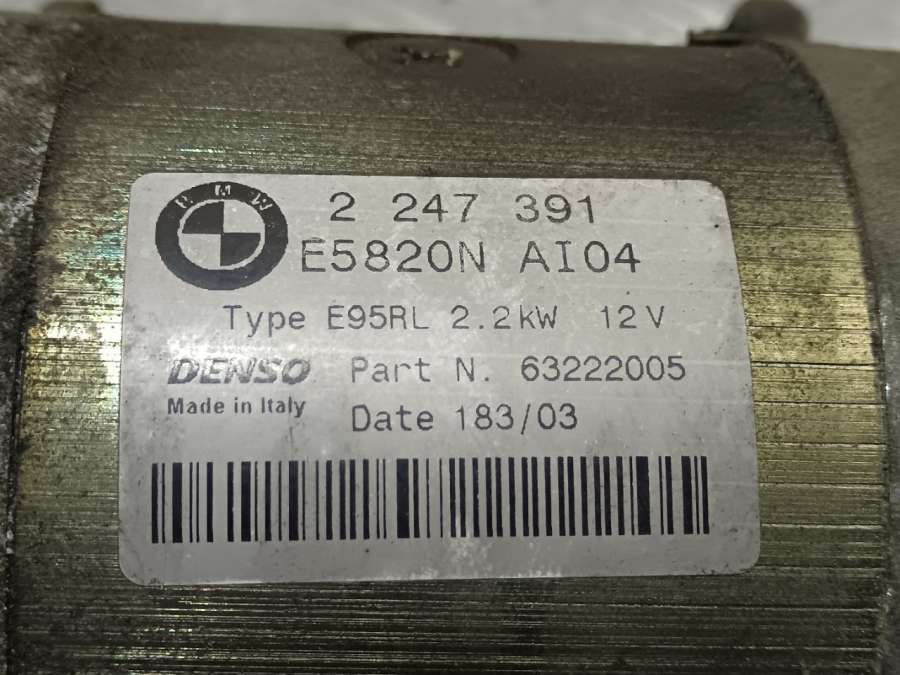 BMW
2 247 391
E5820N AI04
Type E95RL 2.2kW 12V
DENSO Part N. 63222005
Made in Italy
Date 183/03